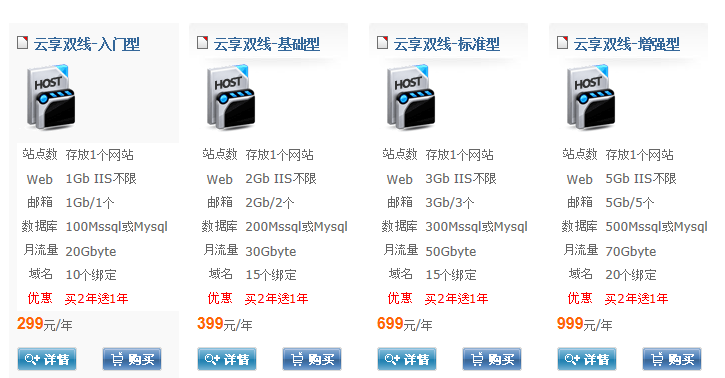 云享双线-入门型
HOST
站点数 存放1个网站
Web 1Gb IIS不限
邮箱 1Gb/1个
数据库 100Mssql或Mysql
月流量 20Gbyte
域名 10个绑定
优惠 买2年送1年
299元/年
详情 购买
云享双线-基础型
HOST
站点数 存放1个网站
Web 2Gb IIS不限
邮箱 2Gb/2个
数据库 200Mssql或Mysql
月流量 30Gbyte
域名 15个绑定
优惠 买2年送1年
399元/年
详情 购买
云享双线-标准型
HOST
站点数 存放1个网站
Web 3Gb IIS不限
邮箱 3Gb/3个
数据库 300Mssql或Mysql
月流量 50Gbyte
域名 15个绑定
优惠 买2年送1年
699元/年
详情 购买
云享双线-增强型
HOST
站点数 存放1个网站
Web 5Gb IIS不限
邮箱 5Gb/5个
数据库 500Mssql或Mysql
月流量 70Gbyte
域名 20个绑定
优惠 买2年送1年
999元/年
详情 购买